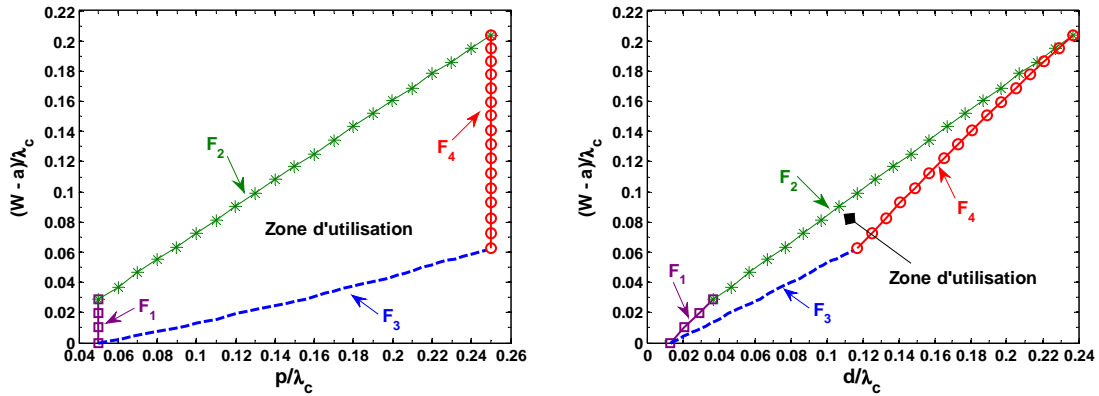 0.22
0.2
0.18
0.16
0.14
0.12
0.1
0.08
0.06
0.04
0.02
0
(W - a)/λc
F2
F4
Zone d'utilisation
F1
F3
0.04 0.06 0.08 0.1 0.12 0.14 0.16 0.18 0.2 0.22 0.24 0.26
p/λc
0.22
0.2
0.18
0.16
0.14
0.12
0.1
0.08
0.06
0.04
0.02
0
(W - a)/λc
F2
F4
Zone d'utilisation
F1
F3
0 0.02 0.04 0.06 0.08 0.1 0.12 0.14 0.16 0.18 0.2 0.22 0.24
d/λc